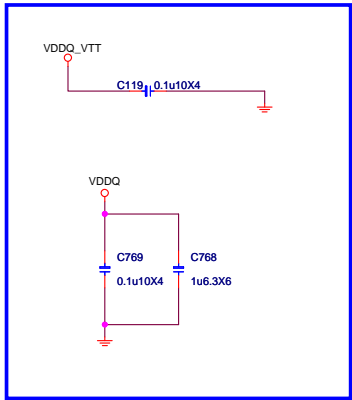 VDDQ_VTT
C119 0.1u10X4
VDDQ
C769 C768
0.1u10X4 1u6.3X6